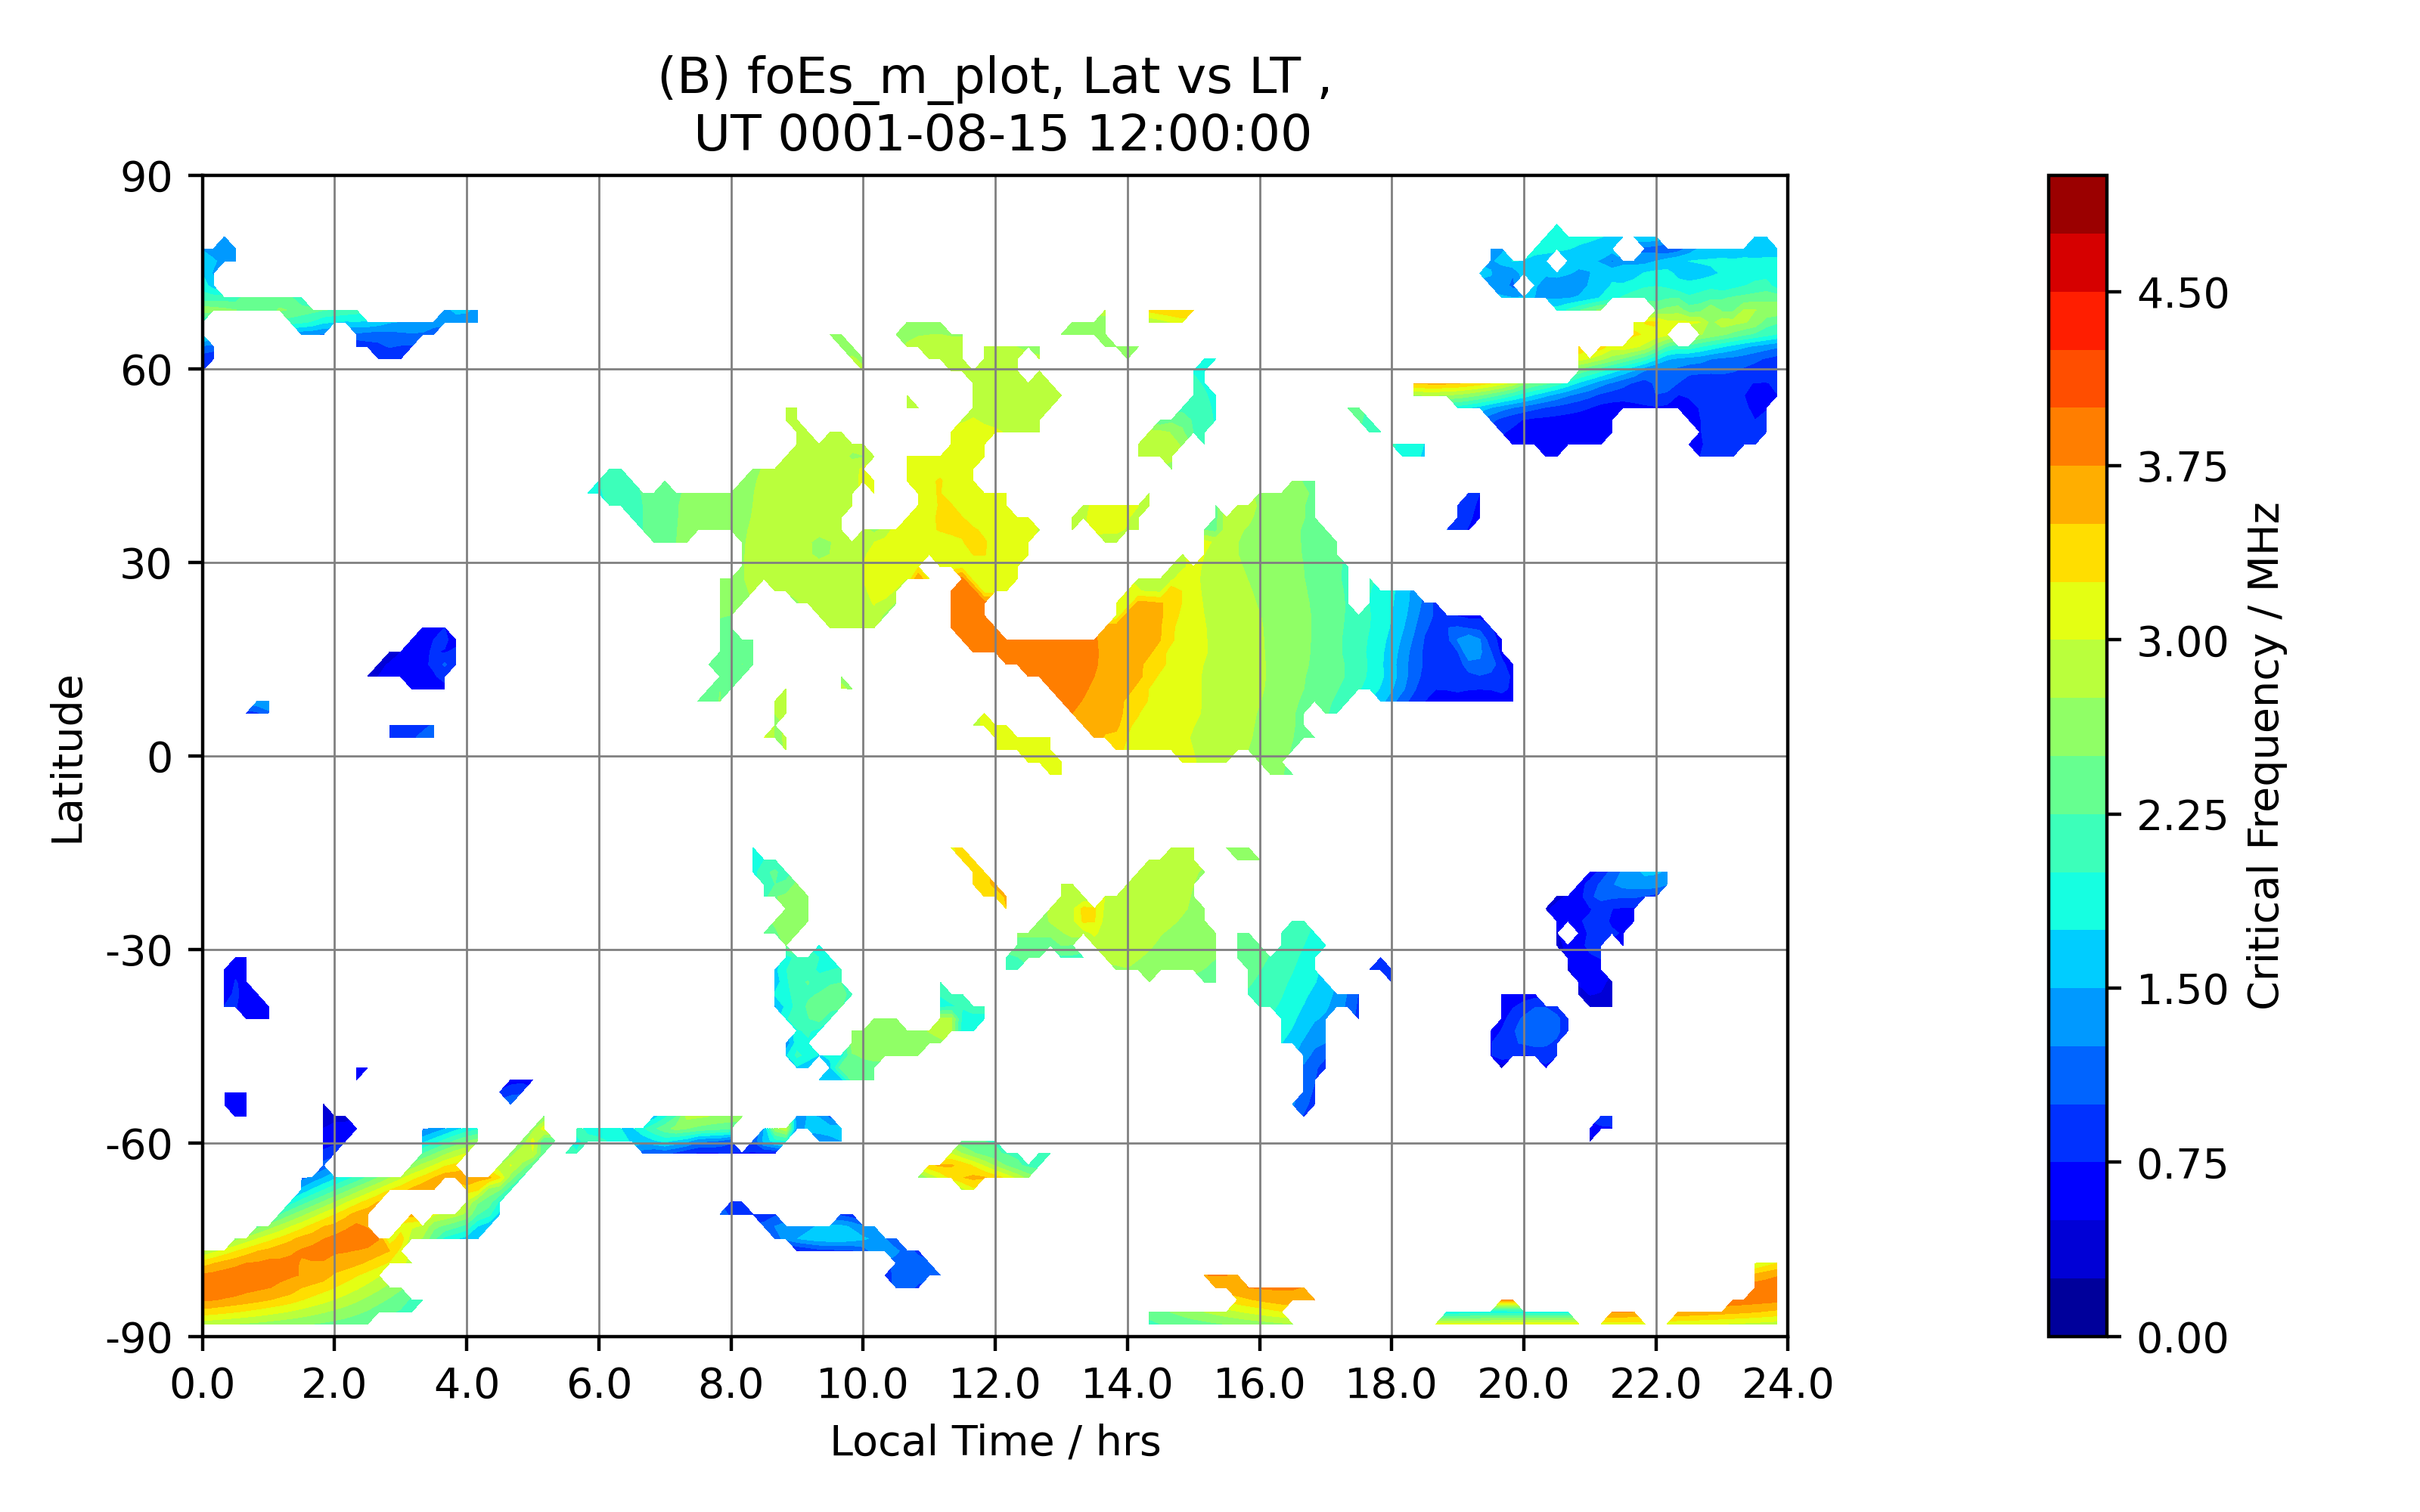 (B) foEs_m_plot, Lat vs LT ,
UT 0001-08-15 12:00:00
90
60
30
0
-30
-60
-90
Latitude
0.0 2.0 4.0 6.0 8.0 10.0 12.0 14.0 16.0 18.0 20.0 22.0 24.0
Local Time / hrs
4.50
3.75
3.00
2.25
1.50
0.75
0.00
Critical Frequency / MHz